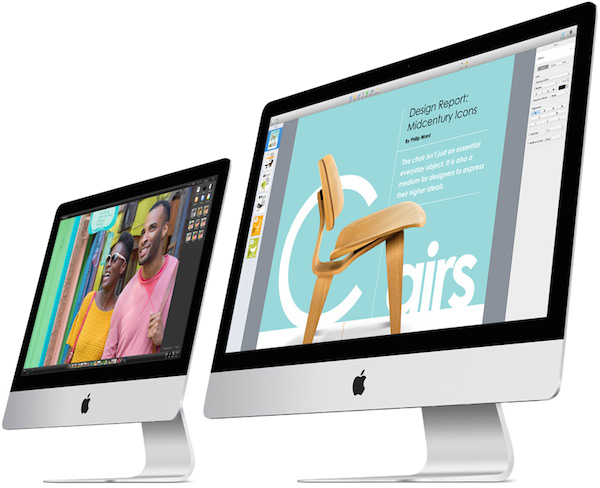 Design Report:
Midcentury Icons
By Philip Ward
The chair isn't just an essential
everyday object. It is also a
medium for designers to express
their higher ideals.
C airs